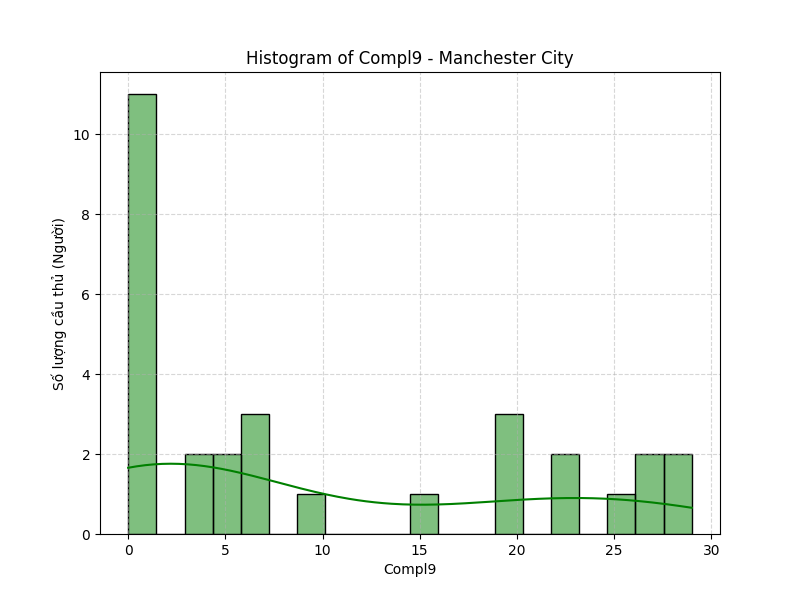 Histogram of Compl9 - Manchester City
Số lượng cầu thủ (Người)
10
8
6
4
2
0
0 5 10 15 20 25 30
Compl9